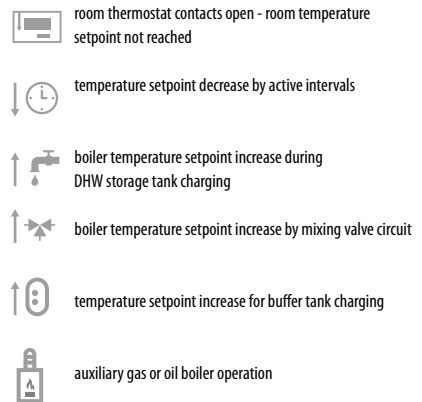 room thermostat contacts open - room temperature
setpoint not reached
temperature setpoint decrease by active intervals
boiler temperature setpoint increase during
DHW storage tank charging
boiler temperature setpoint increase by mixing valve circuit
temperature setpoint increase for buffer tank charging
auxiliary gas or oil boiler operation